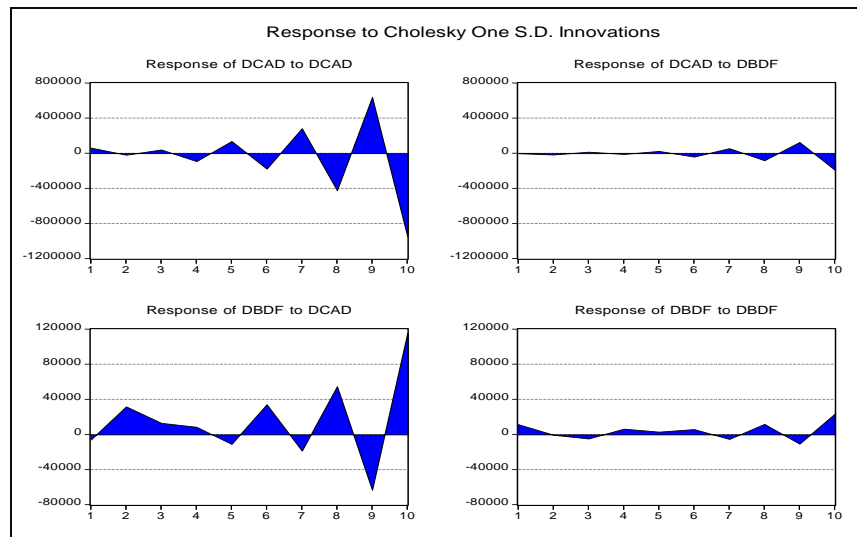 Response to Cholesky One S.D. Innovations
Response of DCAD to DCAD
800000
400000
0
-400000
-800000
-1200000
1 2 3 4 5 6 7 8 9 10
Response of DCAD to DBDF
800000
400000
0
-400000
-800000
-1200000
1 2 3 4 5 6 7 8 9 10
Response of DBDF to DCAD
120000
80000
40000
0
-40000
-80000
1 2 3 4 5 6 7 8 9 10
Response of DBDF to DBDF
120000
80000
40000
0
-40000
-80000
1 2 3 4 5 6 7 8 9 10